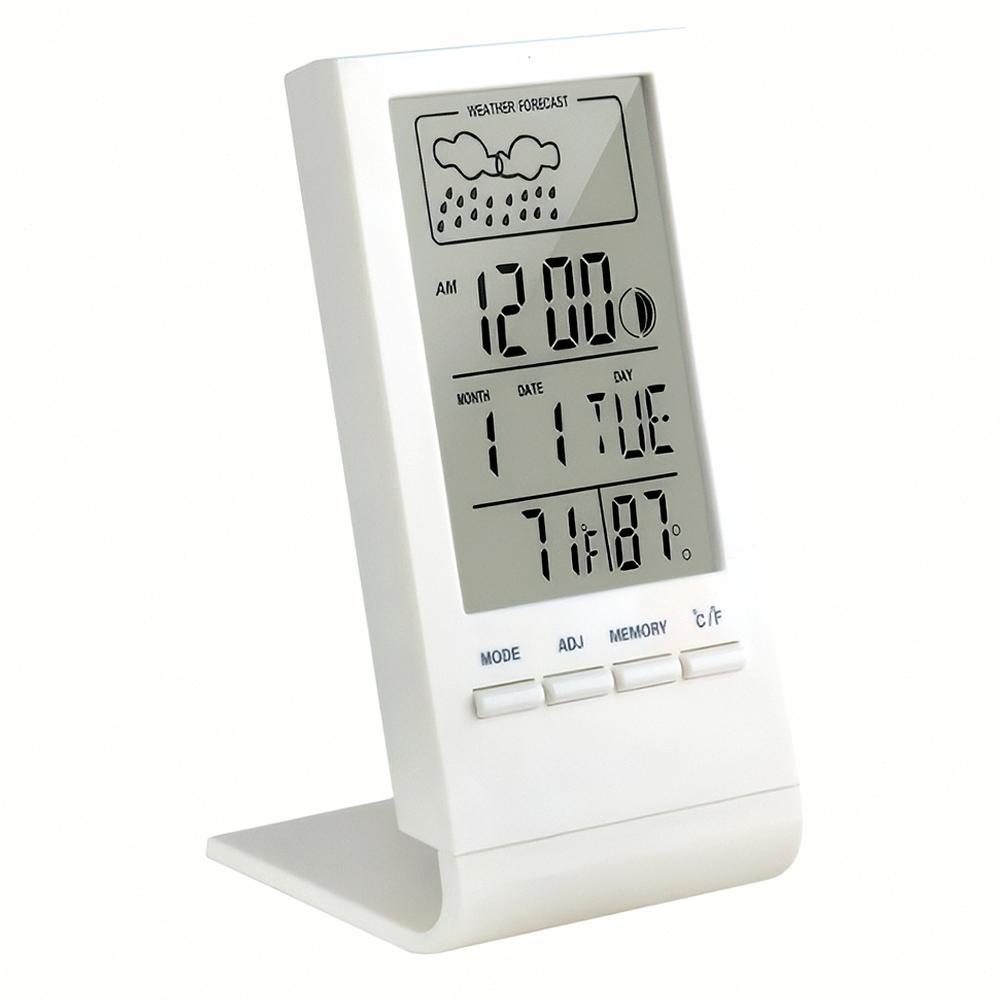 WEATHER FORECAST
AM 12 00
MONTH DATE DAY
1 1 TUE
71°F 87%
MODE ADJ MEMORY °C/°F